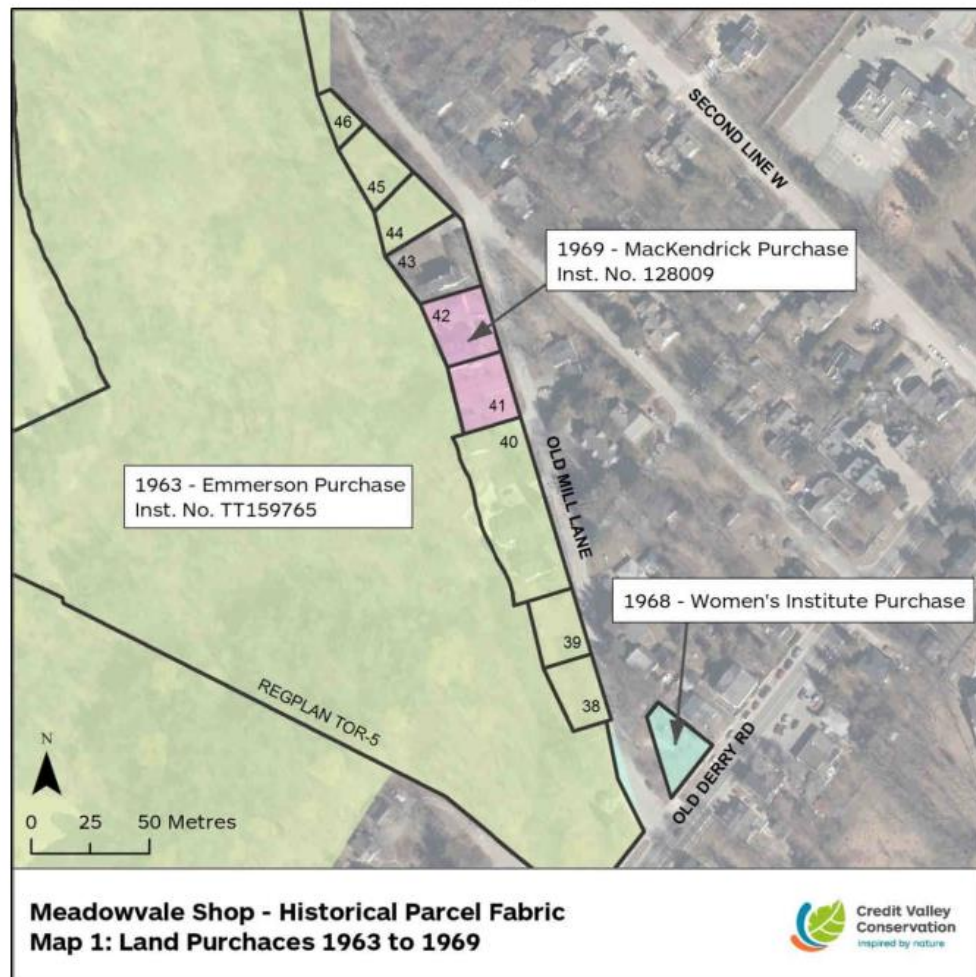 46
45
44
43
42
41
40
39
38
SECOND LINE W
1969 - MacKendrick Purchase
Inst. No. 128009
OLD MILL LANE
1963 - Emmerson Purchase
Inst. No. TT159765
1968 - Women's Institute Purchase
REGPLAN TOR-5
OLD DERRY RD
N
0 25 50 Metres
Meadowvale Shop - Historical Parcel Fabric
Map 1: Land Purchaces 1963 to 1969
Credit Valley
Conservation
inspired by nature